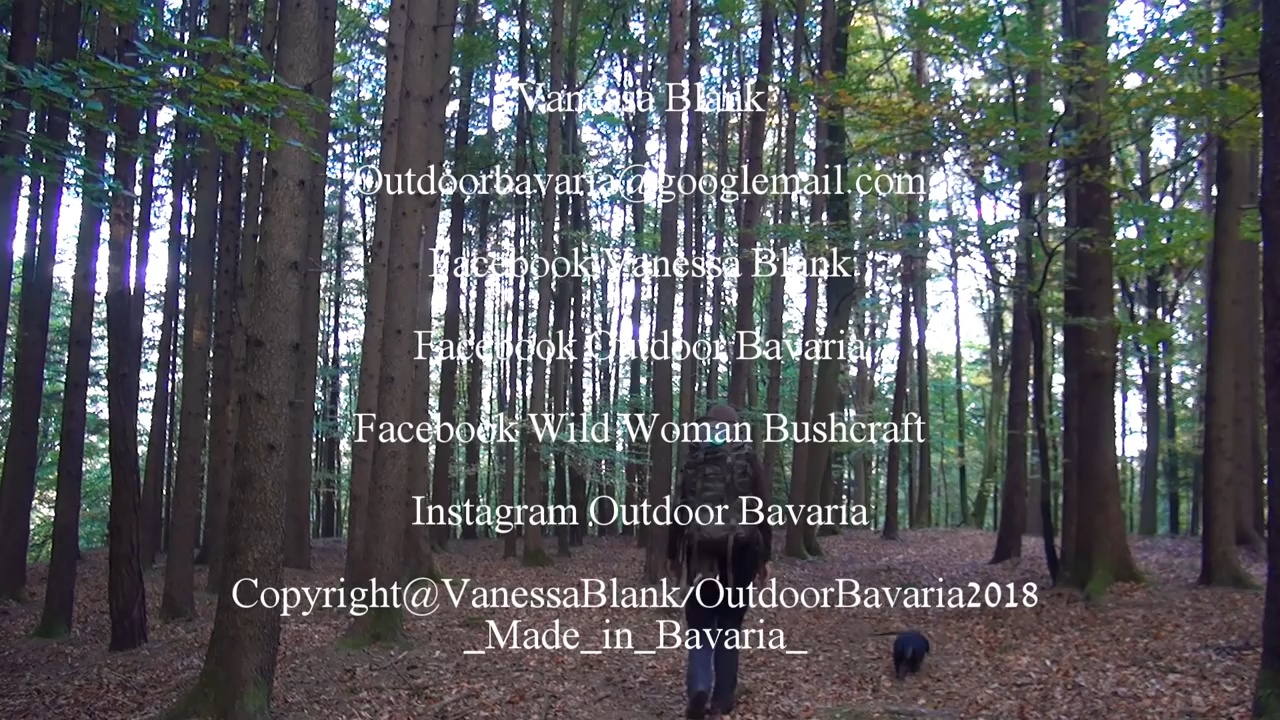 Vanessa Blank
Outdoorbavaria@googlemail.com
Facebook Vanessa Blank
Facebook Outdoor Bavaria
Facebook Wild Woman Bushcraft
Instagram Outdoor Bavaria
Copyright@VanessaBlank/OutdoorBavaria2018
_Made_in_Bavaria_